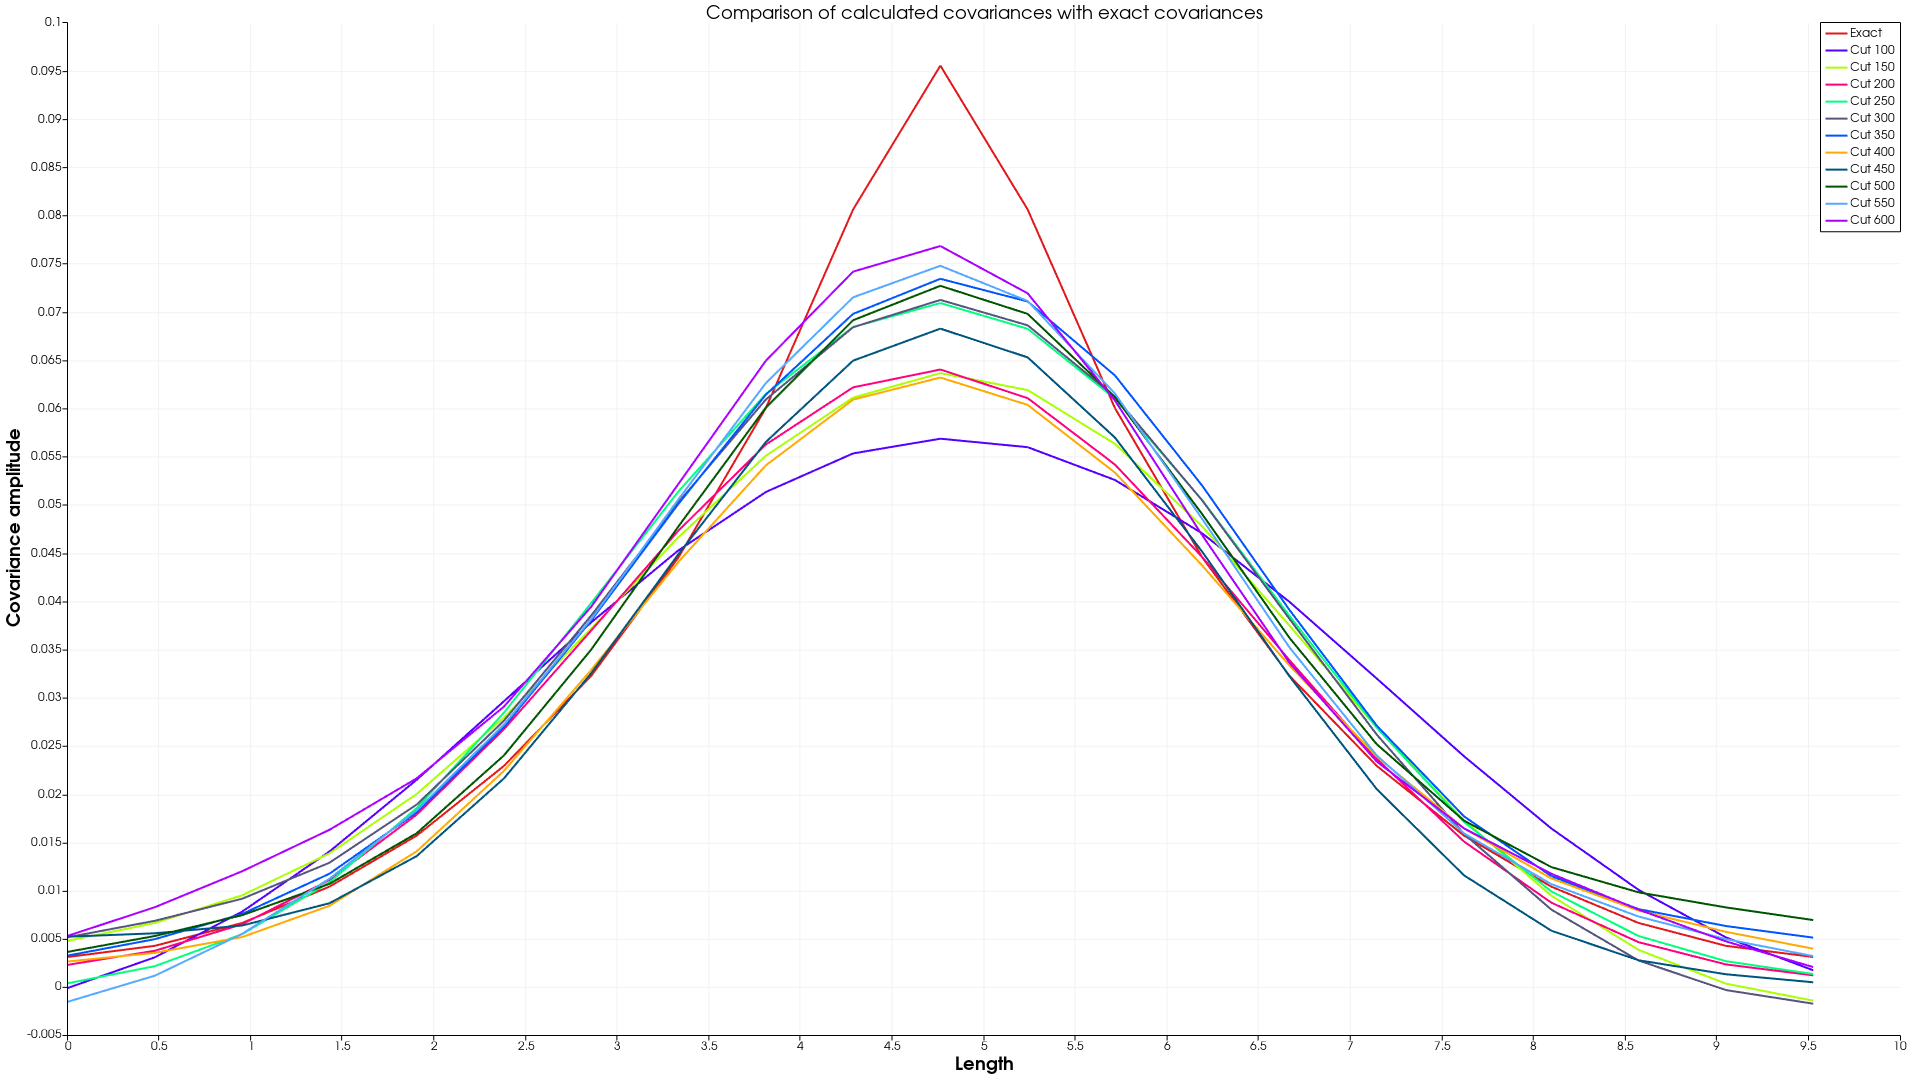 Comparison of calculated covariances with exact covariances
Exact
Cut 100
Cut 150
Cut 200
Cut 250
Cut 300
Cut 350
Cut 400
Cut 450
Cut 500
Cut 550
Cut 600
Covariance amplitude
0.1
0.095
0.09
0.085
0.08
0.075
0.07
0.065
0.06
0.055
0.05
0.045
0.04
0.035
0.03
0.025
0.02
0.015
0.01
0.005
0
-0.005
0 0.5 1 1.5 2 2.5 3 3.5 4 4.5 5 5.5 6 6.5 7 7.5 8 8.5 9 9.5 10
Length